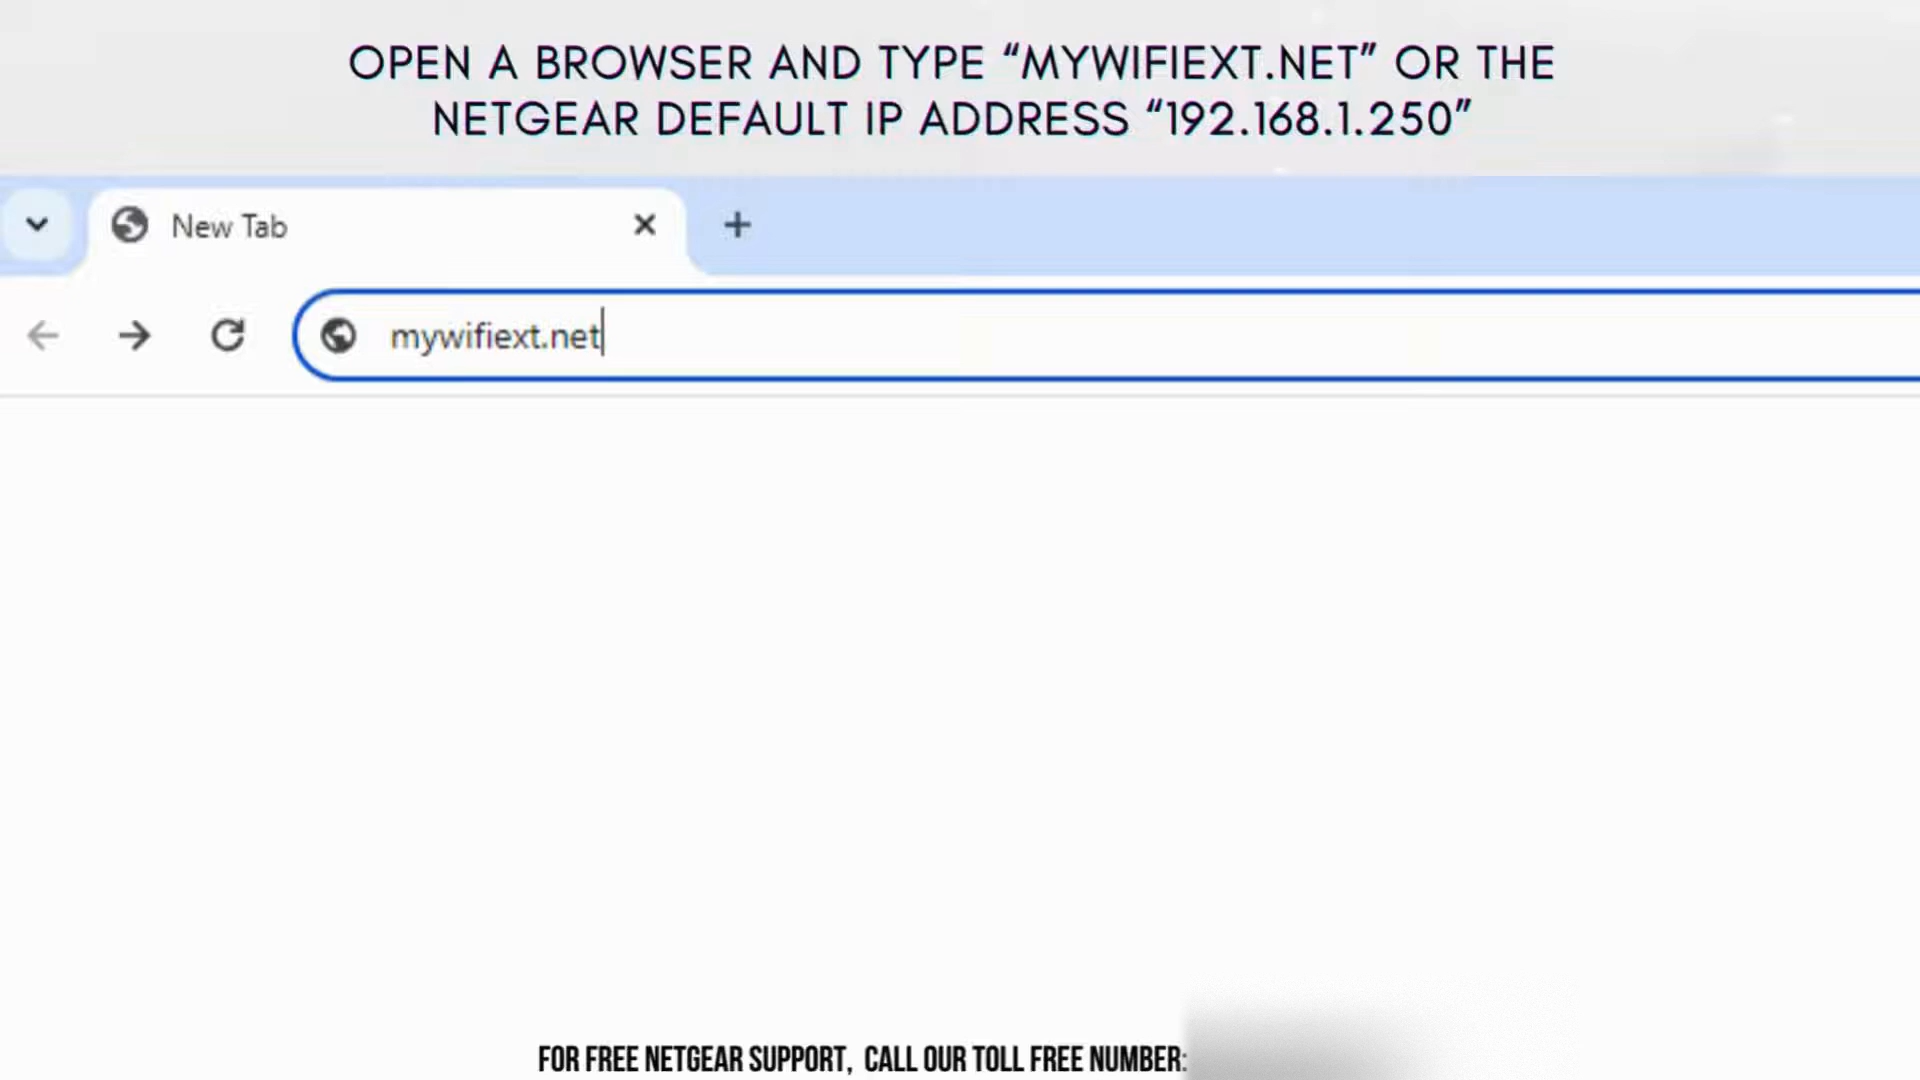 OPEN A BROWSER AND TYPE “MYWIFIEXT.NET” OR THE
NETGEAR DEFAULT IP ADDRESS “192.168.1.250”
New Tab
mywifiext.net
FOR FREE NETGEAR SUPPORT, CALL OUR TOLL FREE NUMBER: